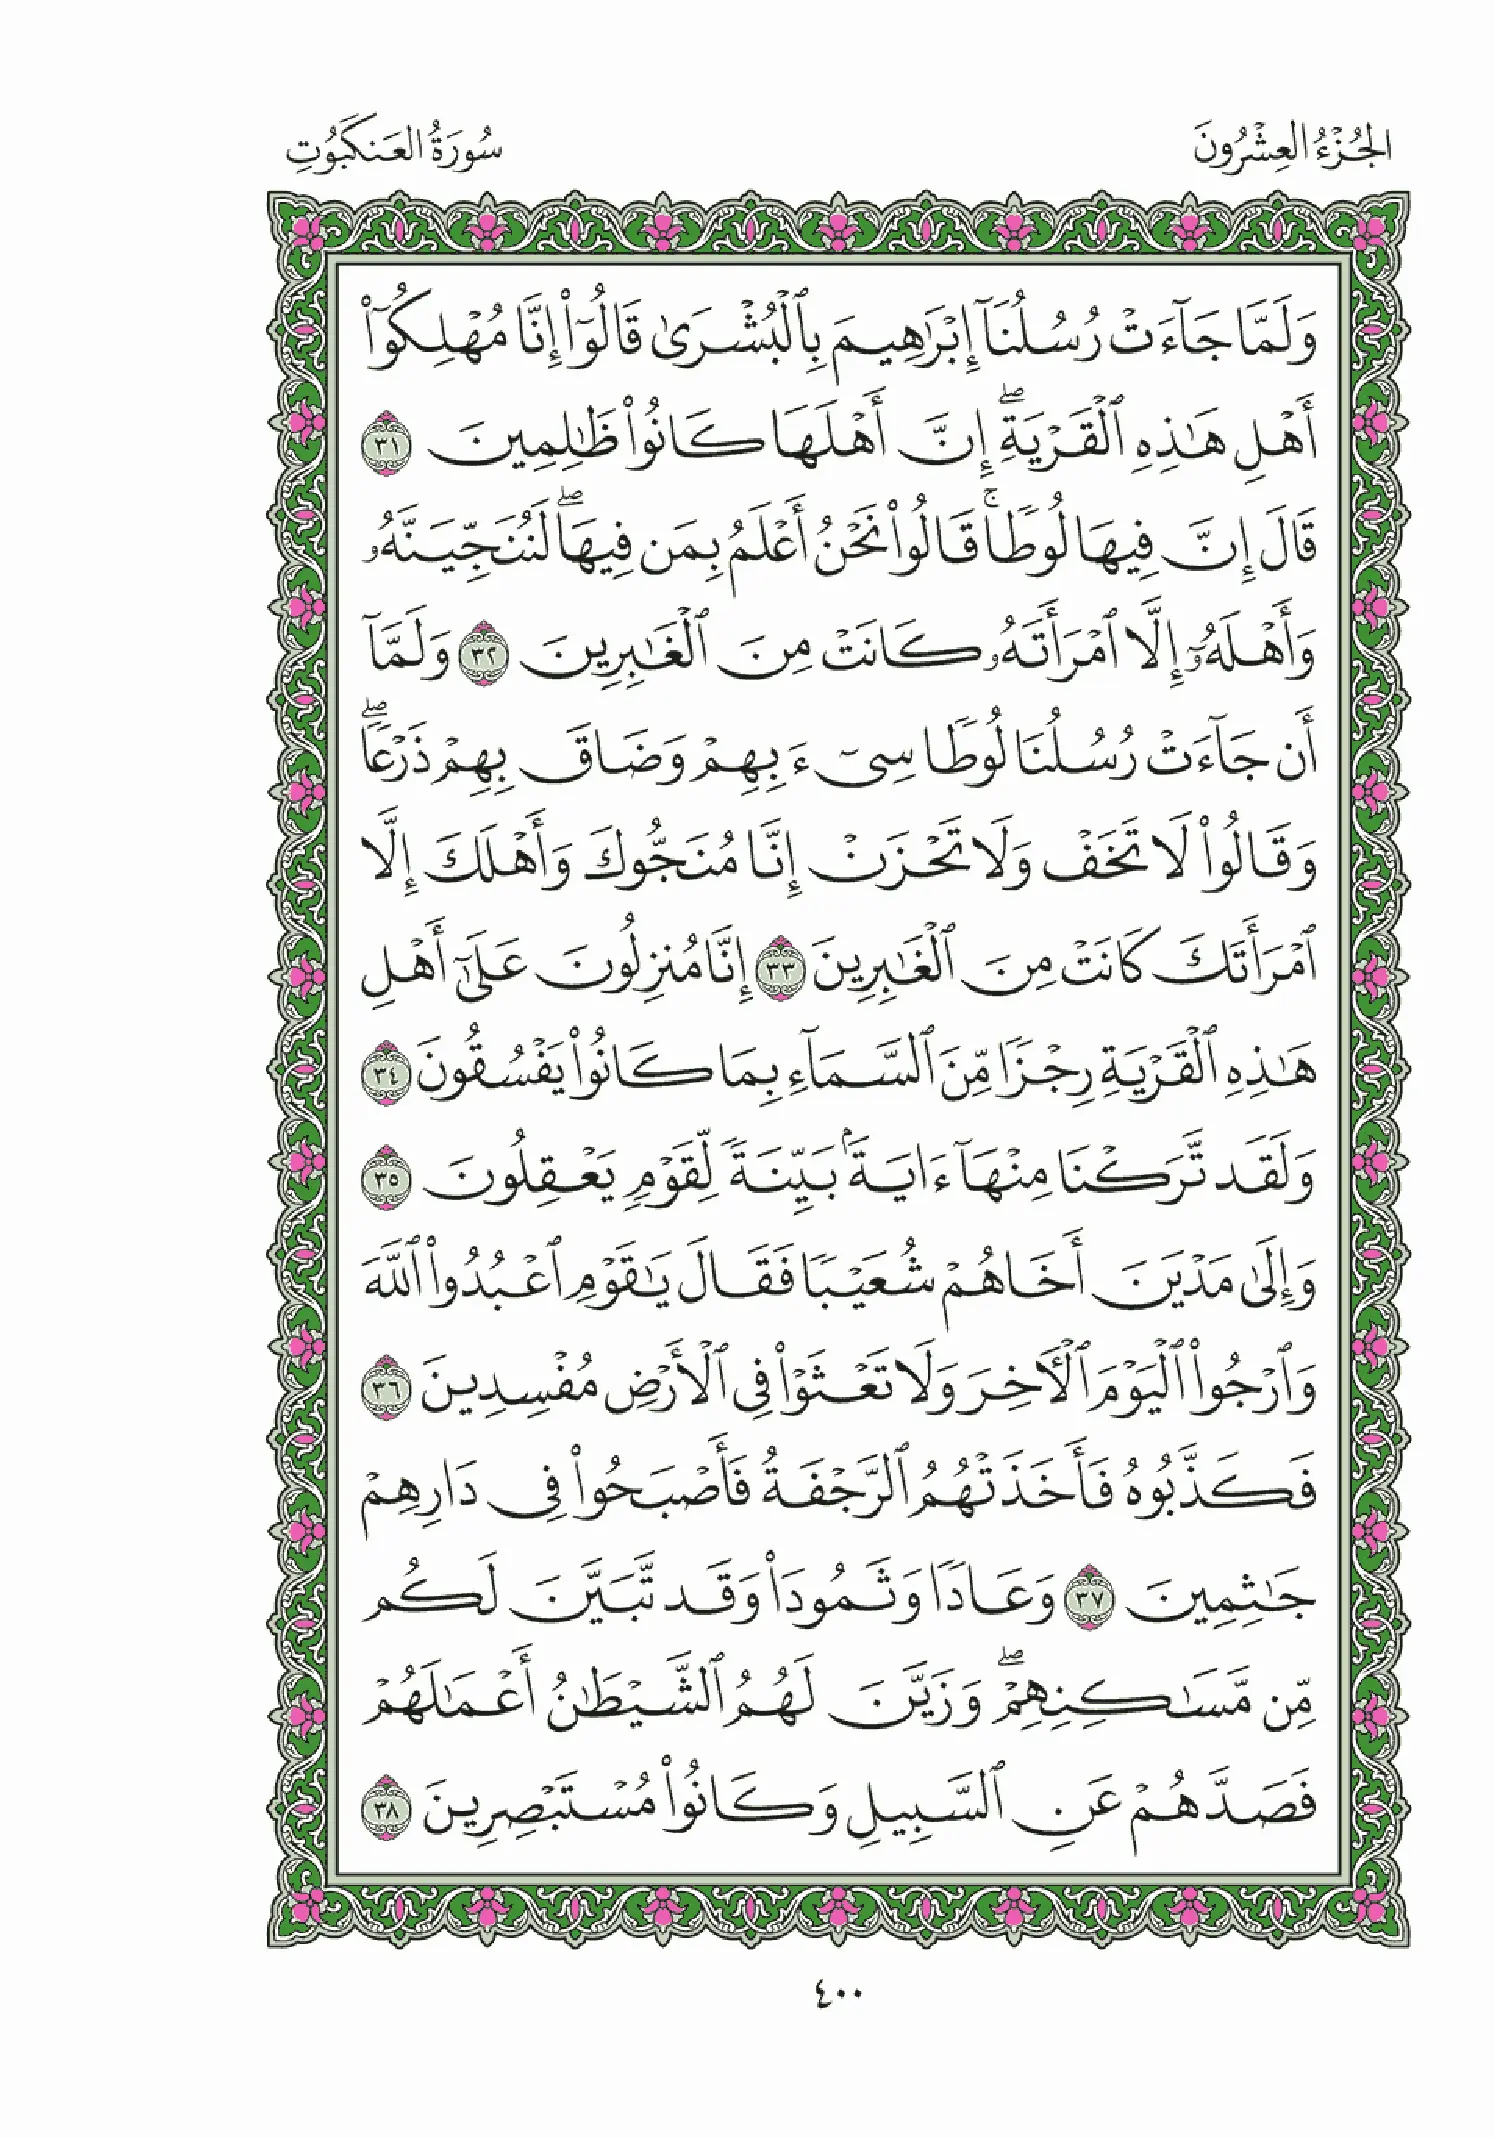 الجُزْءُ العِشْرُونَ
سُورَةُ العَنكَبُوتِ
وَلَمَّا جَآءَتْ رُسُلُنَآ إِبْرَٰهِيمَ بِٱلْبُشْرَىٰ قَالُوٓا۟ إِنَّا مُهْلِكُوٓا۟
أَهْلِ هَٰذِهِ ٱلْقَرْيَةِ ۖ إِنَّ أَهْلَهَا كَانُوا۟ ظَٰلِمِينَ ٣١
قَالَ إِنَّ فِيهَا لُوطًا ۚ قَالُوا۟ نَحْنُ أَعْلَمُ بِمَن فِيهَا ۖ لَنُنَجِّيَنَّهُۥ
وَأَهْلَهُۥٓ إِلَّا ٱمْرَأَتَهُۥ كَانَتْ مِنَ ٱلْغَٰبِرِينَ ٣٢ وَلَمَّآ
أَن جَآءَتْ رُسُلُنَا لُوطًا سِىٓءَ بِهِمْ وَضَاقَ بِهِمْ ذَرْعًا ۖ
وَقَالُوا۟ لَا تَخَفْ وَلَا تَحْزَنْ إِنَّا مُنَجُّوكَ وَأَهْلَكَ إِلَّا
ٱمْرَأَتَكَ كَانَتْ مِنَ ٱلْغَٰبِرِينَ ٣٣ إِنَّا مُنزِلُونَ عَلَىٰٓ أَهْلِ
هَٰذِهِ ٱلْقَرْيَةِ رِجْزًا مِّنَ ٱلسَّمَآءِ بِمَا كَانُوا۟ يَفْسُقُونَ ٣٤
وَلَقَد تَّرَكْنَا مِنْهَآ ءَايَةًۢ بَيِّنَةً لِّقَوْمٍ يَعْقِلُونَ ٣٥
وَإِلَىٰ مَدْيَنَ أَخَاهُمْ شُعَيْبًا فَقَالَ يَٰقَوْمِ ٱعْبُدُوا۟ ٱللَّهَ
وَٱرْجُوا۟ ٱلْيَوْمَ ٱلْءَاخِرَ وَلَا تَعْثَوْا۟ فِى ٱلْأَرْضِ مُفْسِدِينَ ٣٦
فَكَذَّبُوهُ فَأَخَذَتْهُمُ ٱلرَّجْفَةُ فَأَصْبَحُوا۟ فِى دَارِهِمْ
جَٰثِمِينَ ٣٧ وَعَادًا وَثَمُودَا۟ وَقَد تَّبَيَّنَ لَكُم
مِّن مَّسَٰكِنِهِمْ ۖ وَزَيَّنَ لَهُمُ ٱلشَّيْطَٰنُ أَعْمَٰلَهُمْ
فَصَدَّهُمْ عَنِ ٱلسَّبِيلِ وَكَانُوا۟ مُسْتَبْصِرِينَ ٣٨
٤٠٠